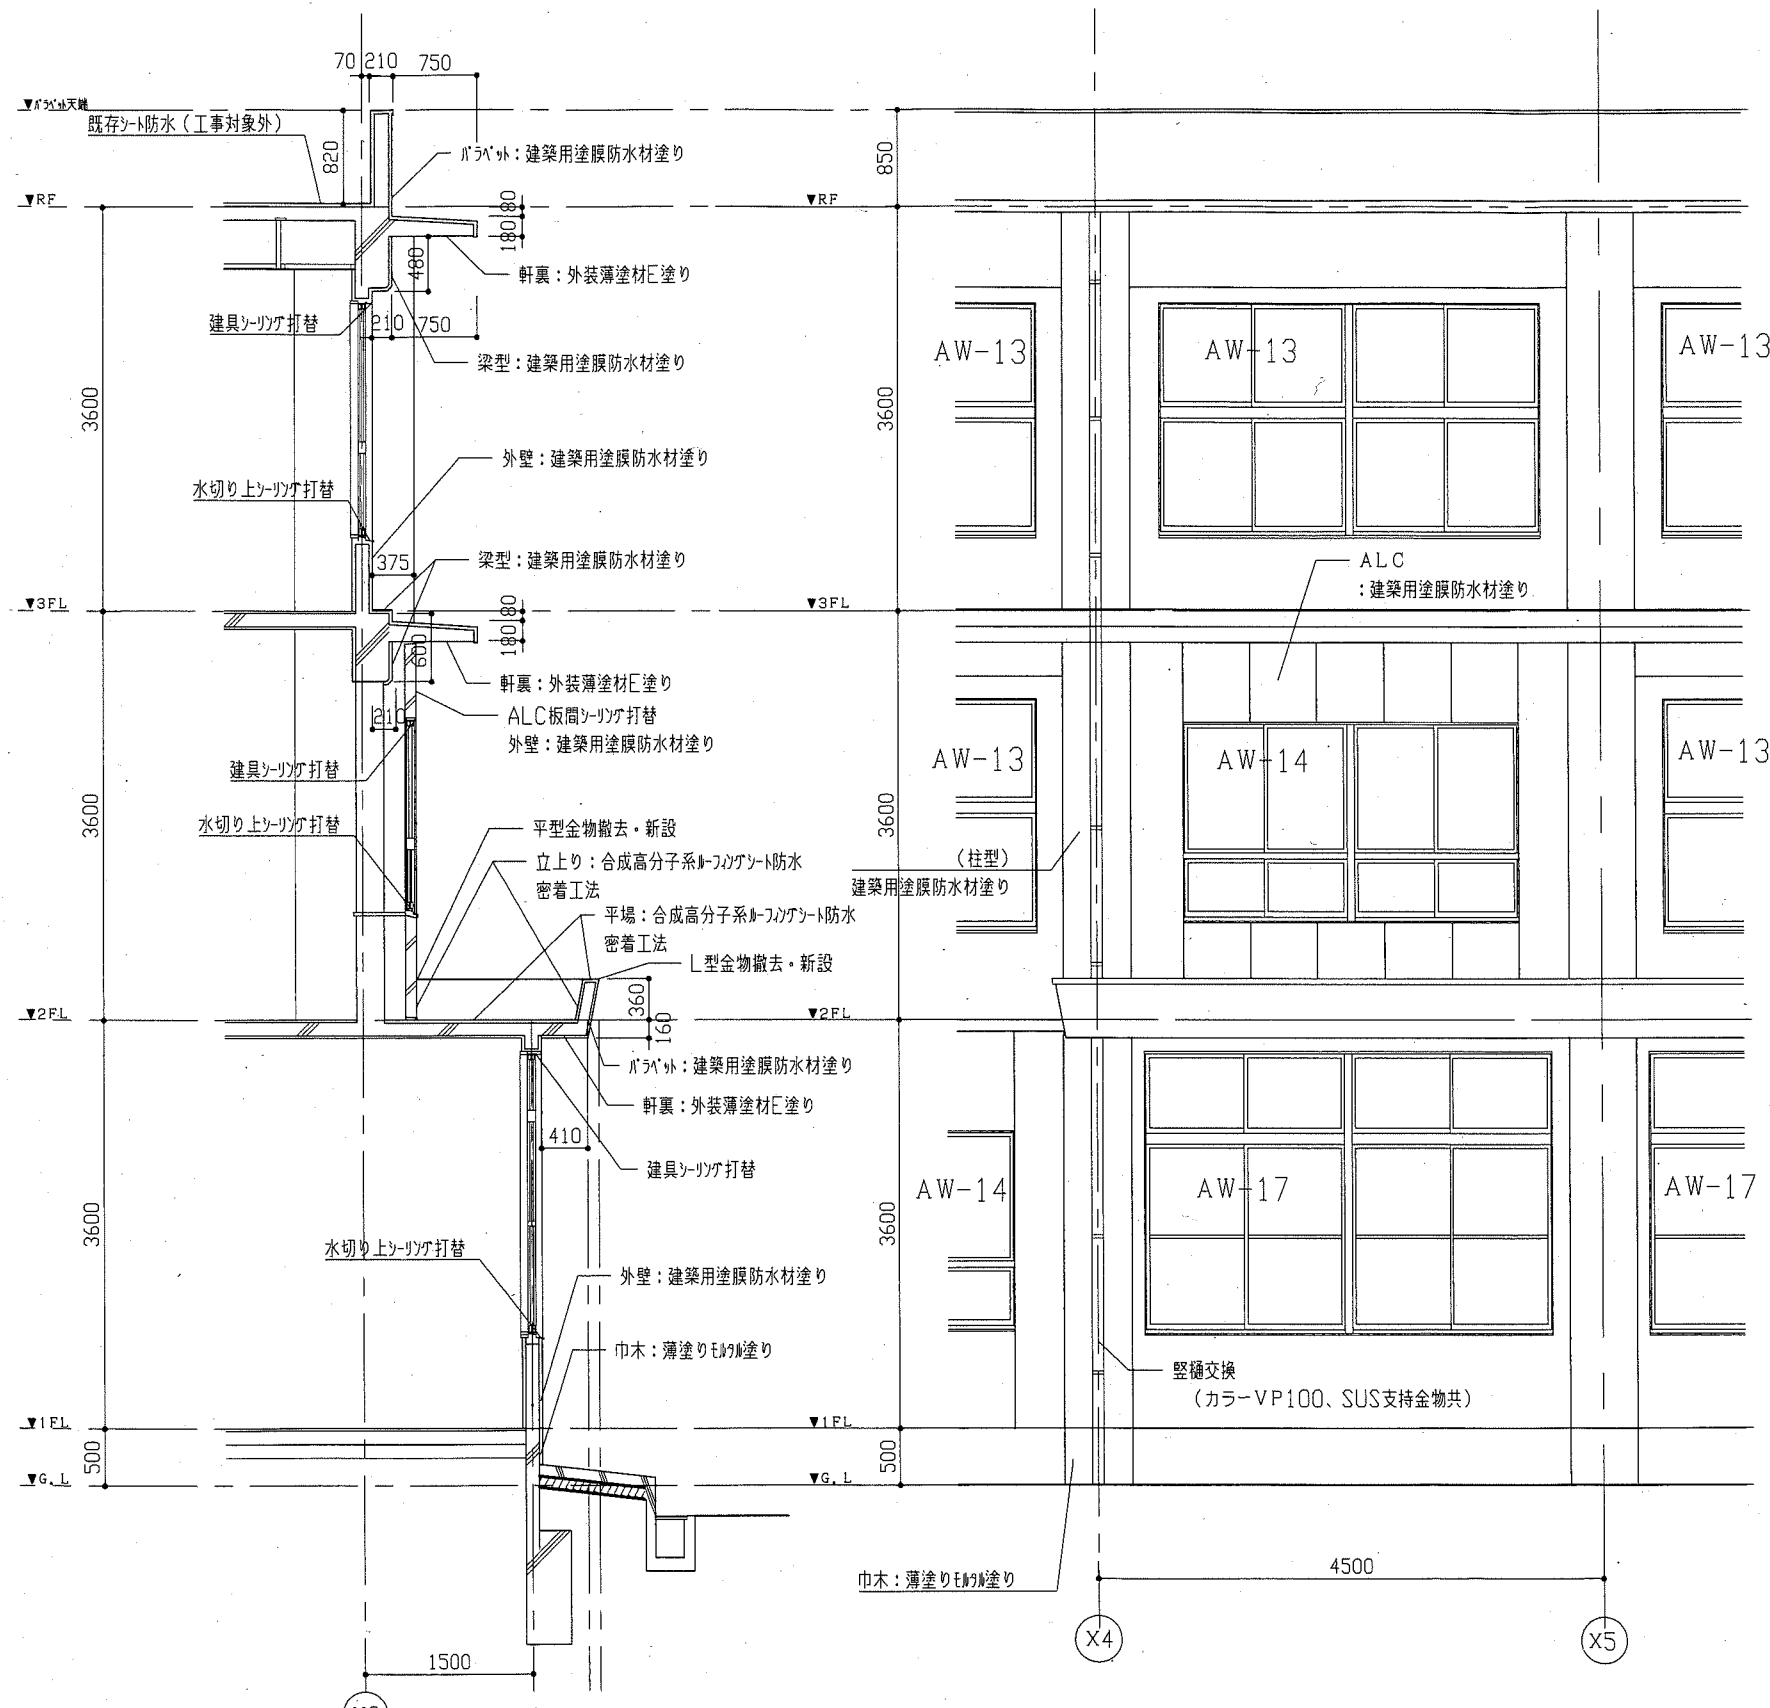 70 210 750
▼パラペット天端
既存シート防水（工事対象外）
820
850
パラペット：建築用塗膜防水材塗り
▼RF
▼RF
80
180
480
軒裏：外装薄塗材E塗り
建具シーリング打替
210 750
梁型：建築用塗膜防水材塗り
AW-13
AW-13
AW-13
3600
3600
外壁：建築用塗膜防水材塗り
水切り上シーリング打替
375
梁型：建築用塗膜防水材塗り
ALC
：建築用塗膜防水材塗り
▼3FL
▼3FL
80
180
600
軒裏：外装薄塗材E塗り
210
ALC板間シーリング打替
外壁：建築用塗膜防水材塗り
建具シーリング打替
AW-13
AW-14
AW-13
3600
3600
水切り上シーリング打替
平型金物撤去・新設
立上り：合成高分子系ルーフィングシート防水
密着工法
（柱型）
建築用塗膜防水材塗り
平場：合成高分子系ルーフィングシート防水
密着工法
L型金物撤去・新設
360
160
▼2FL
▼2FL
パラペット：建築用塗膜防水材塗り
軒裏：外装薄塗材E塗り
410
建具シーリング打替
AW-14
AW-17
AW-17
3600
3600
水切り上シーリング打替
外壁：建築用塗膜防水材塗り
巾木：薄塗りモルタル塗り
竪樋交換
（カラーVP100、SUS支持金物共）
▼1FL
▼1FL
500
500
▼G.L
▼G.L
巾木：薄塗りモルタル塗り
4500
X4
X5
1500